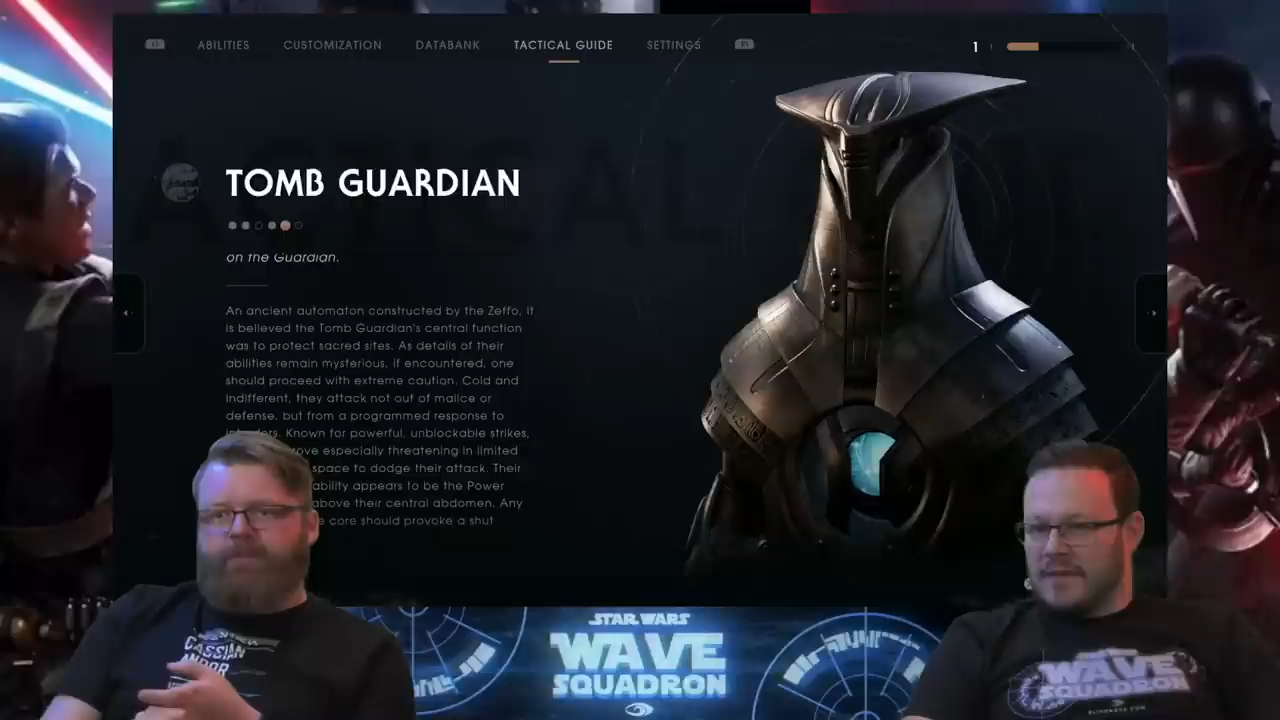 ABILITIES CUSTOMIZATION DATABANK TACTICAL GUIDE SETTINGS
1
TACTICAL
TOMB GUARDIAN
on the Guardian.
An ancient automaton constructed by the Zeffo, it
is believed the Tomb Guardian's central function
was to protect sacred sites. As details of their
abilities remain mysterious, if encountered, one
should proceed with extreme caution. Cold and
indifferent, they attack not out of malice or
defense, but from a programmed response to
Known for powerful, unblockable strikes,
especially threatening in limited
space to dodge their attack. Their
ability appears to be the Power
above their central abdomen. Any
core should provoke a shut
CASSIAN
ANDOR
STAR WARS
WAVE
SQUADRON
WAVE
SQUADRON
BLINDWAVE.COM